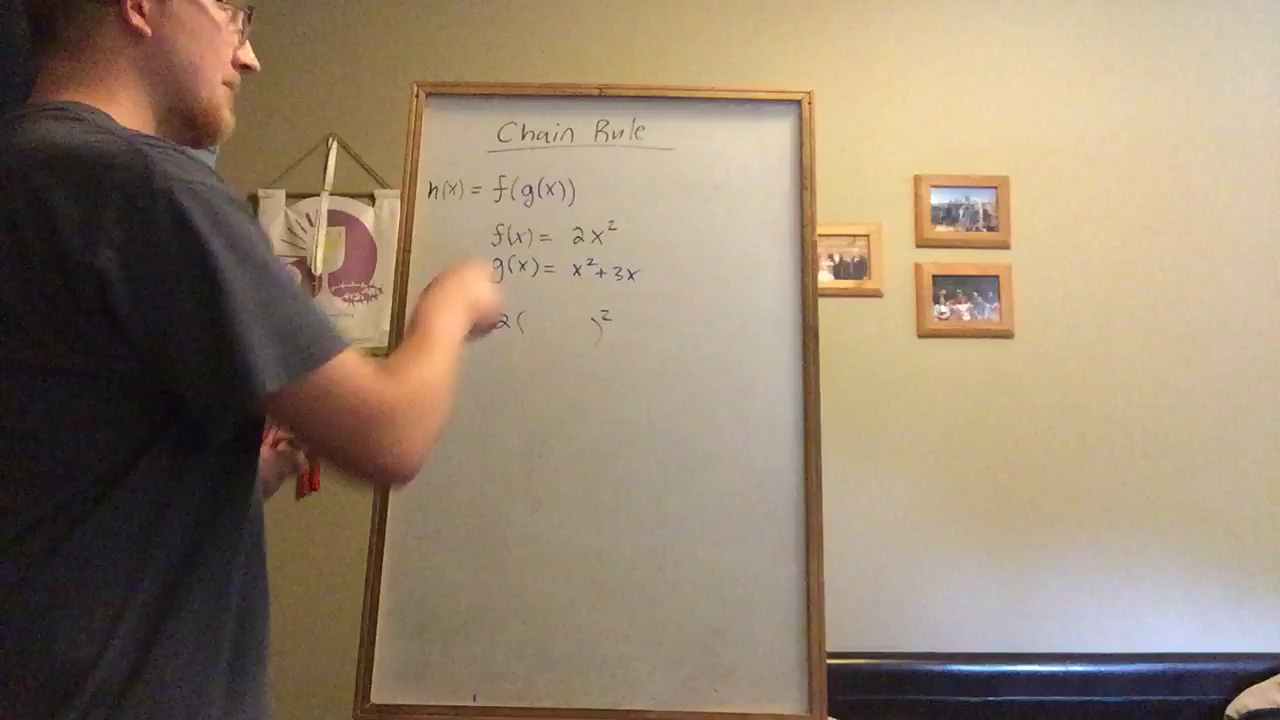 Chain Rule
h(x) = f(g(x))
f(x) = 2x²
g(x) = x²+3x
2( )²